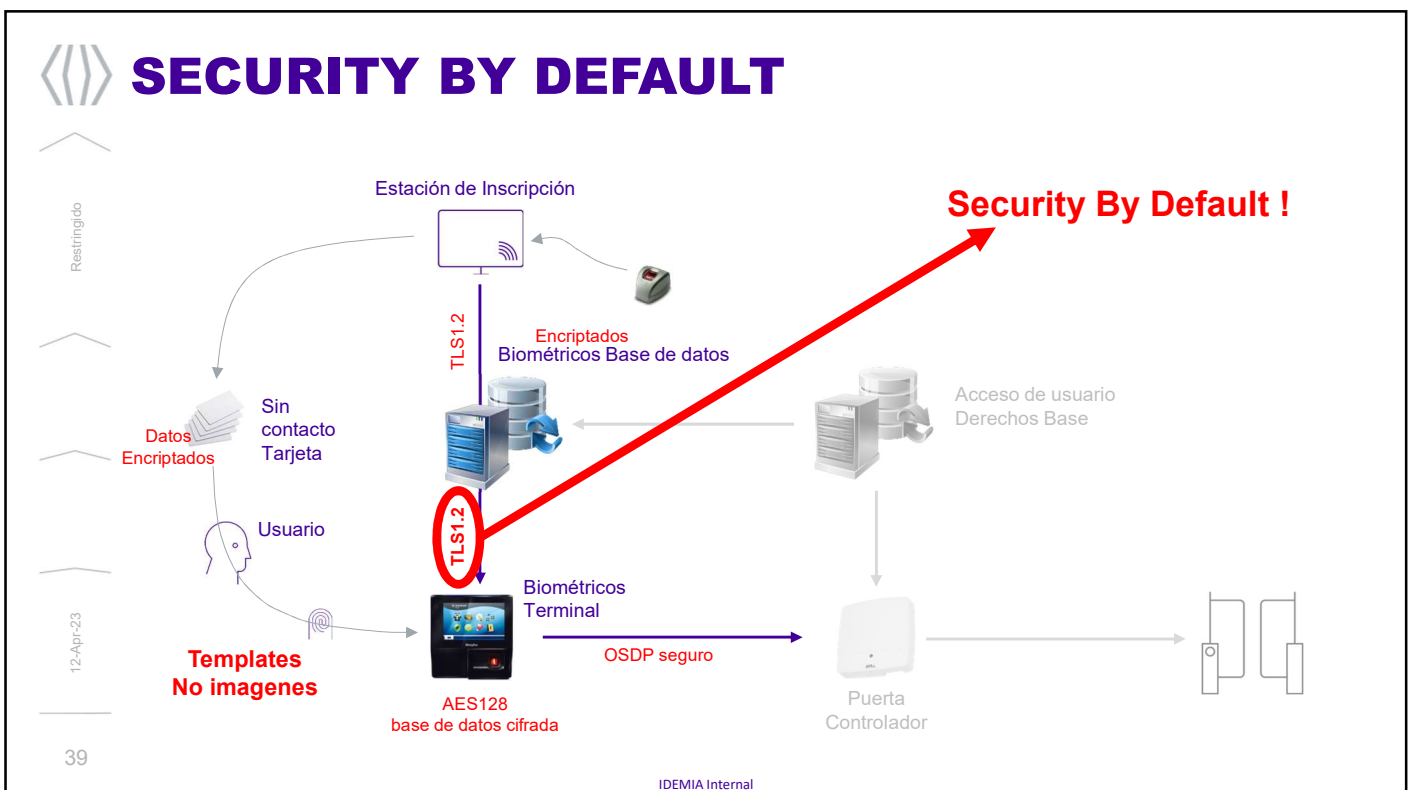 SECURITY BY DEFAULT
Restringido
Estación de Inscripción
Security By Default !
TLS1.2
Encriptados
Biométricos Base de datos
Acceso de usuario
Derechos Base
Sin
contacto
Tarjeta
Datos
Encriptados
TLS1.2
Usuario
Biométricos
Terminal
12-Apr-23
OSDP seguro
Templates
No imagenes
AES128
base de datos cifrada
Puerta
Controlador
39
IDEMIA Internal